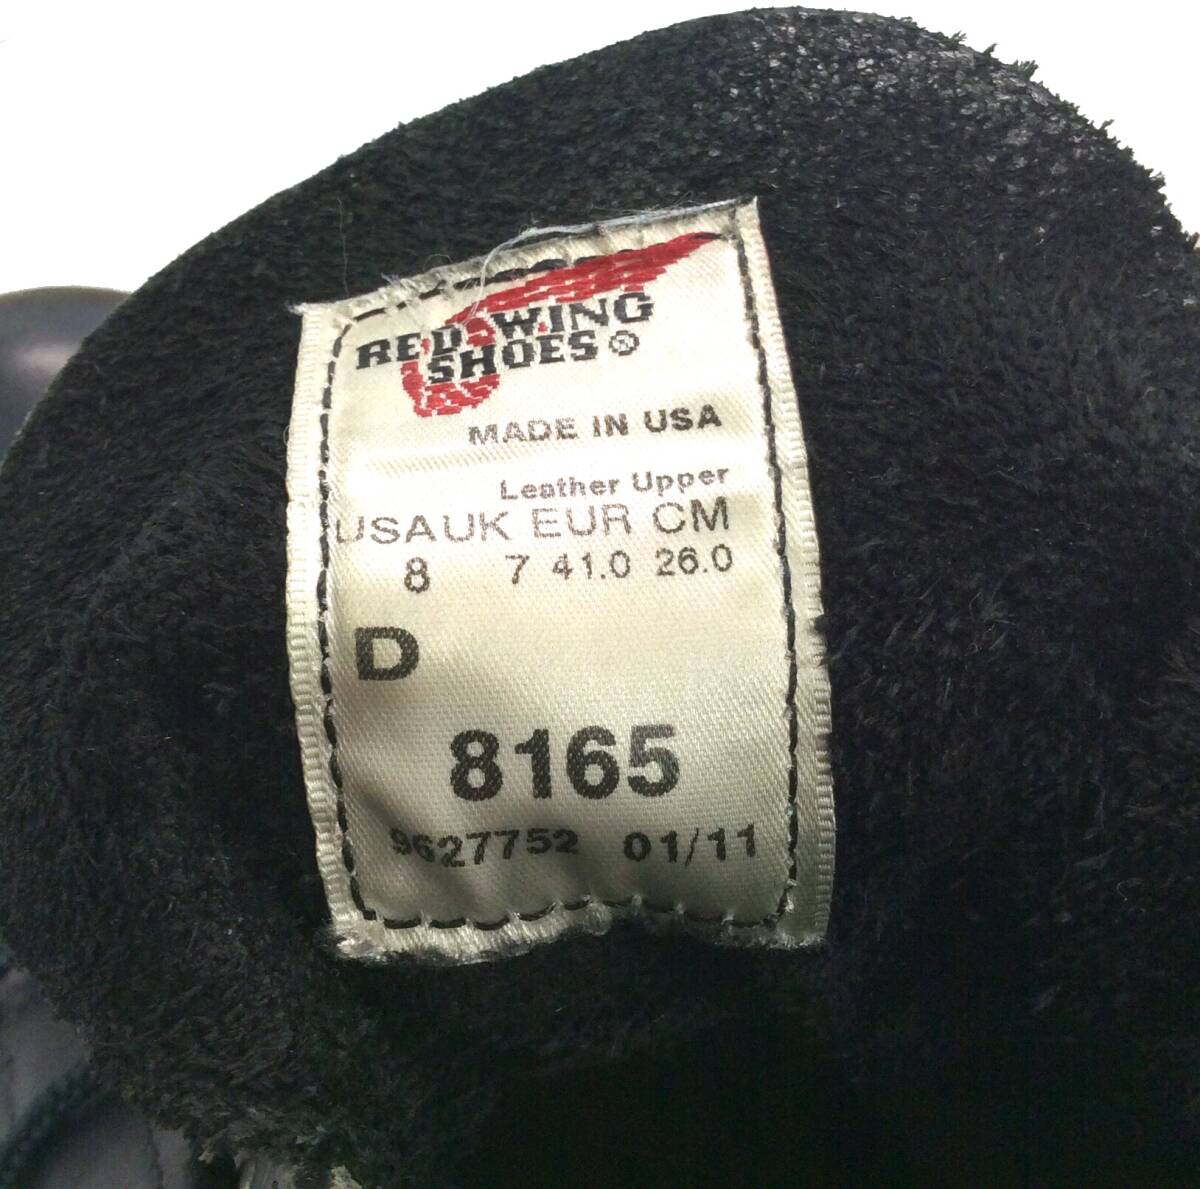 RED WING
SHOES ®
MADE IN USA
Leather Upper
USA UK EUR CM
8 7 41.0 26.0
D
8165
9627752 01/11